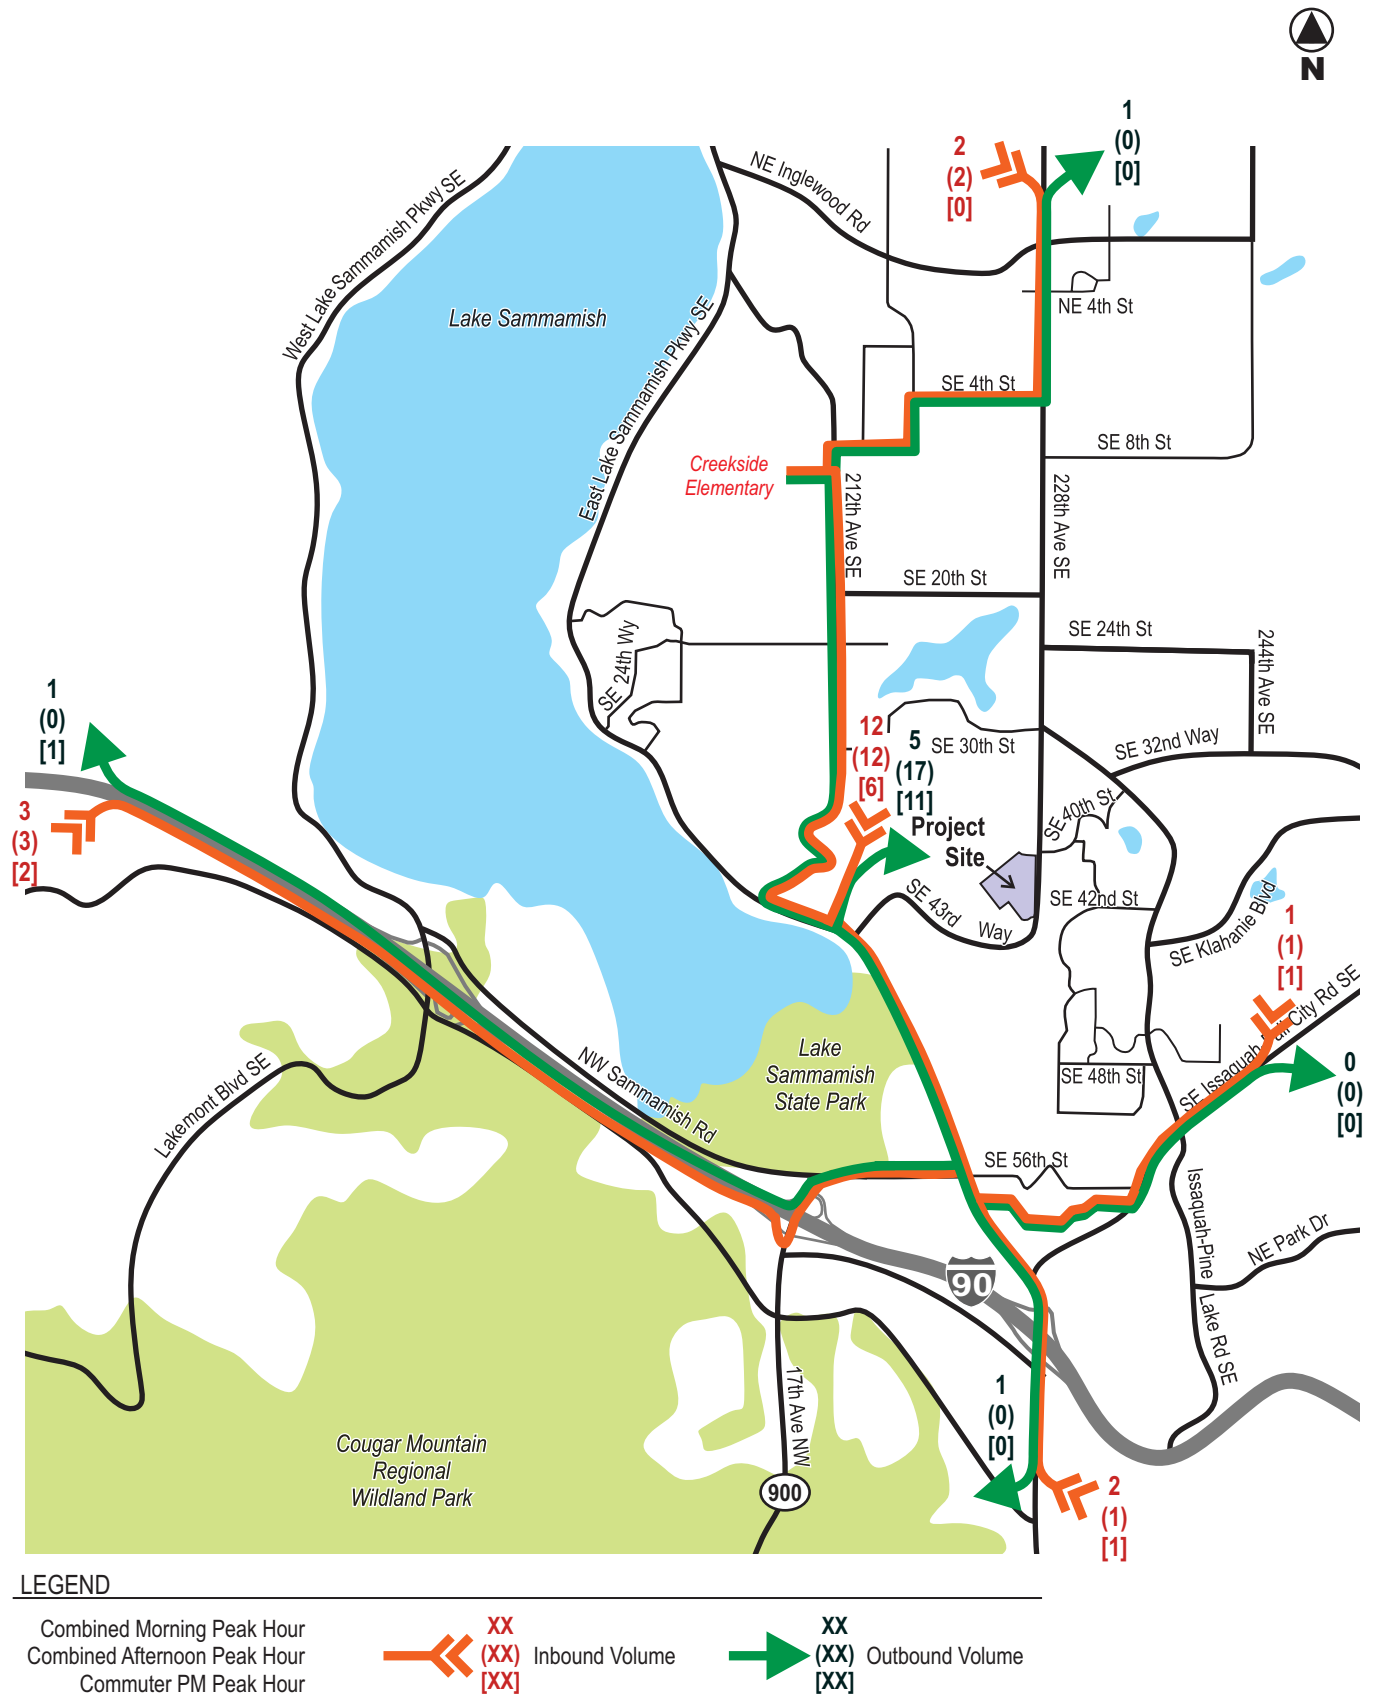 N
1
(0)
[0]
2
(2)
[0]
NE Inglewood Rd
West Lake Sammamish Pkwy SE
Lake Sammamish
East Lake Sammamish Pkwy SE
NE 4th St
SE 4th St
SE 8th St
Creekside
Elementary
212th Ave SE
228th Ave SE
SE 20th St
SE 24th St
SE 24th Wy
244th Ave SE
1
(0)
[1]
12
(12)
[6]
5
(17)
[11]
SE 30th St
SE 32nd Way
3
(3)
[2]
SE 40th St
Project
Site
SE 43rd
Way
SE 42nd St
SE Klahanie Blvd
1
(1)
[1]
SE Issaquah-Fall City Rd SE
0
(0)
[0]
Lake
Sammamish
State Park
NW Sammamish Rd
Lakemont Blvd SE
SE 48th St
SE 56th St
Issaquah-Pine
Lake Rd SE
NE Park Dr
90
17th Ave NW
1
(0)
[0]
Cougar Mountain
Regional
Wildland Park
900
2
(1)
[1]
LEGEND
Combined Morning Peak Hour
Combined Afternoon Peak Hour
Commuter PM Peak Hour
XX
(XX)
[XX]
Inbound Volume
XX
(XX)
[XX]
Outbound Volume